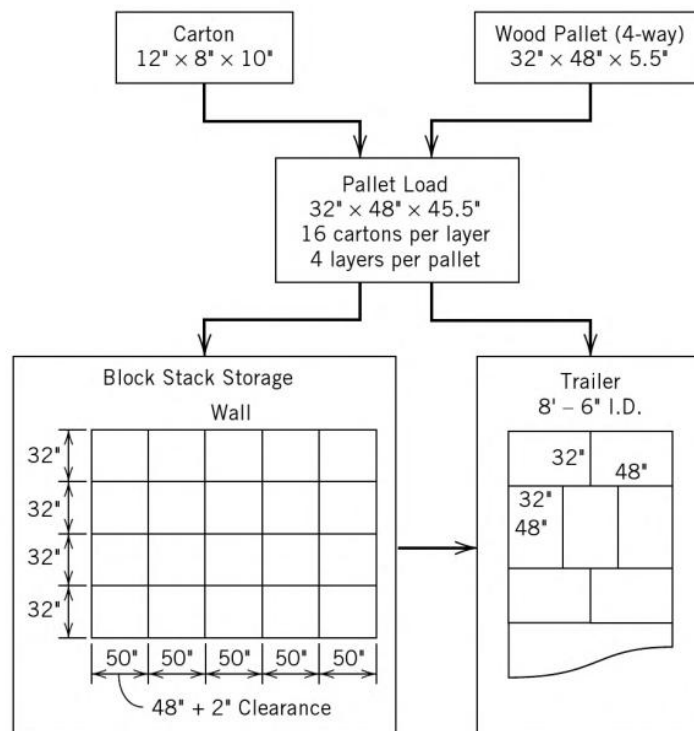 Carton
12" × 8" × 10"
Wood Pallet (4-way)
32" × 48" × 5.5"
Pallet Load
32" × 48" × 45.5"
16 cartons per layer
4 layers per pallet
Block Stack Storage
Wall
32"
32"
32"
32"
50" 50" 50" 50" 50"
48" + 2" Clearance
Trailer
8' – 6" I.D.
32"
48"
32"
48"